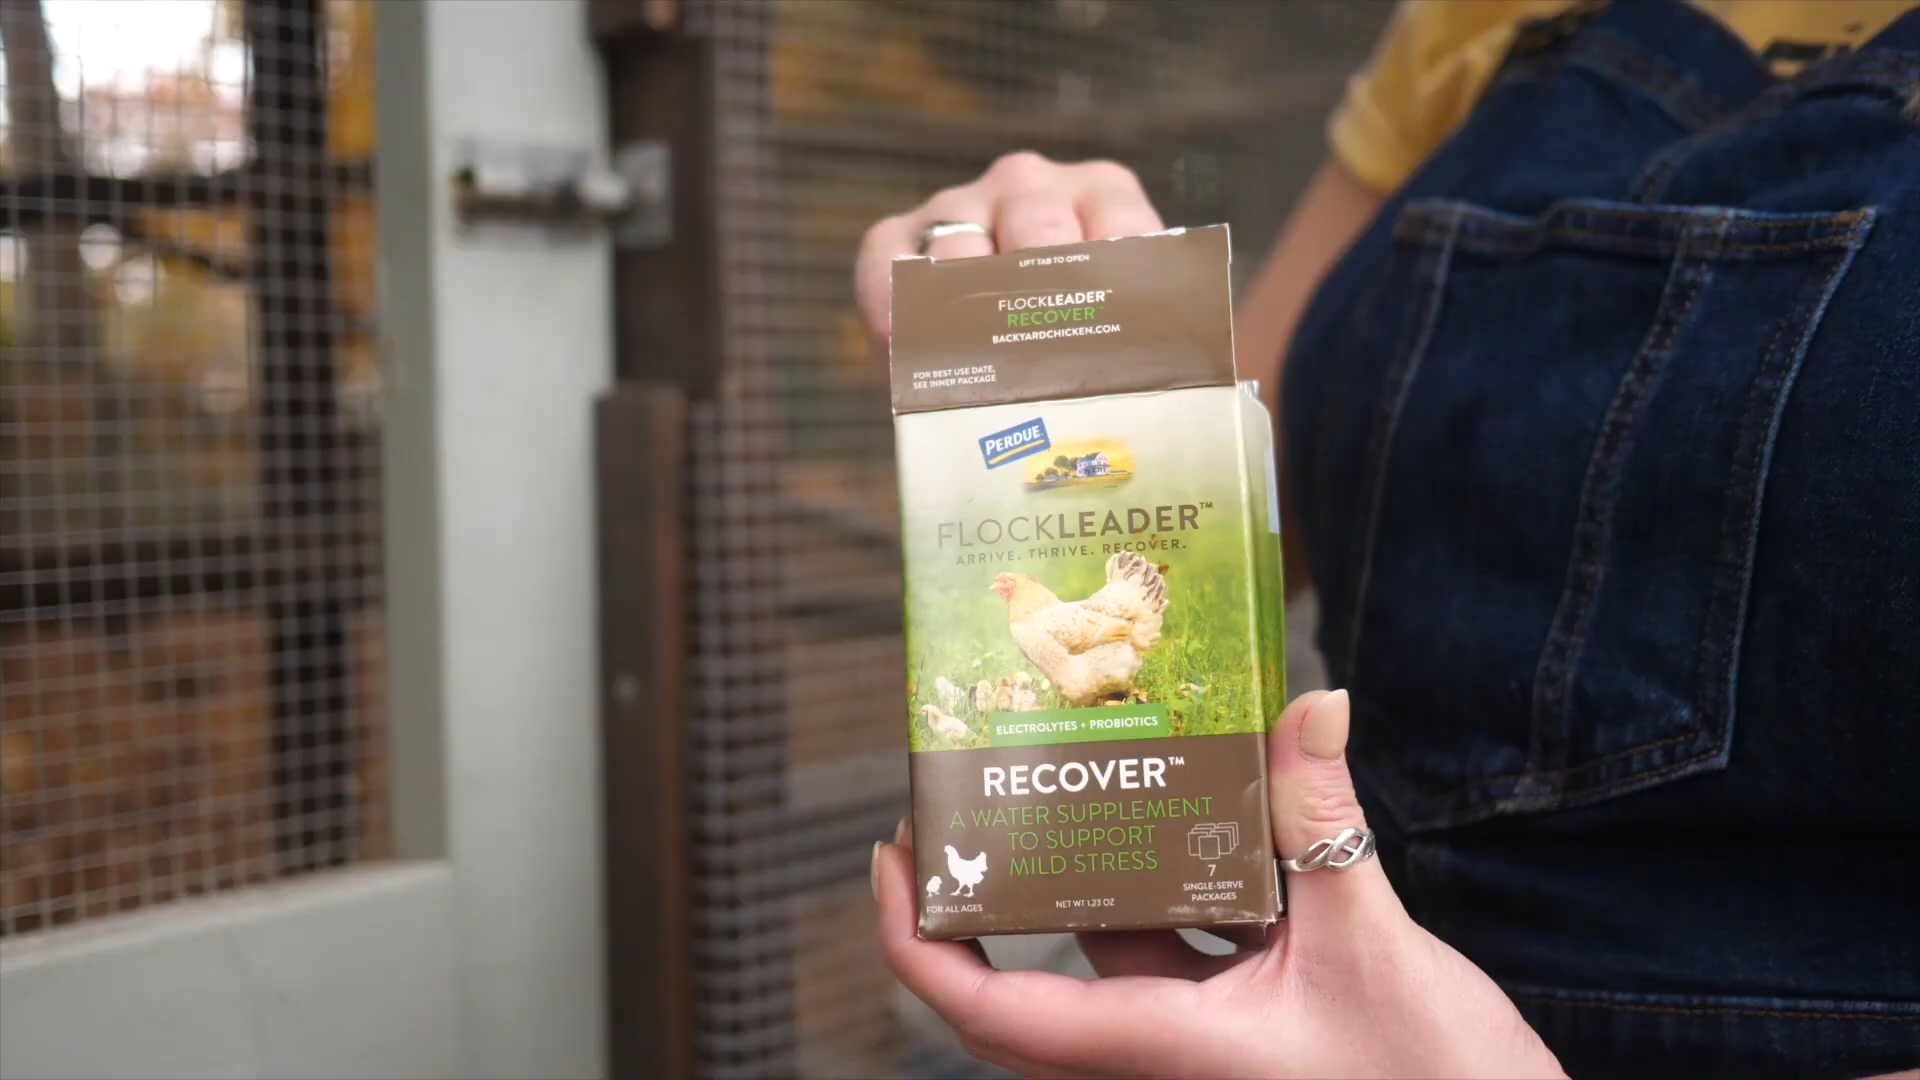 LIFT TAB TO OPEN
FLOCKLEADER™
RECOVER™
BACKYARDCHICKEN.COM
FOR BEST USE DATE,
SEE INNER PACKAGE
PERDUE
FLOCKLEADER™
ARRIVE. THRIVE. RECOVER.
ELECTROLYTES + PROBIOTICS
RECOVER™
A WATER SUPPLEMENT
TO SUPPORT
MILD STRESS
7
SINGLE-SERVE
PACKAGES
FOR ALL AGES
NET WT 1.23 OZ